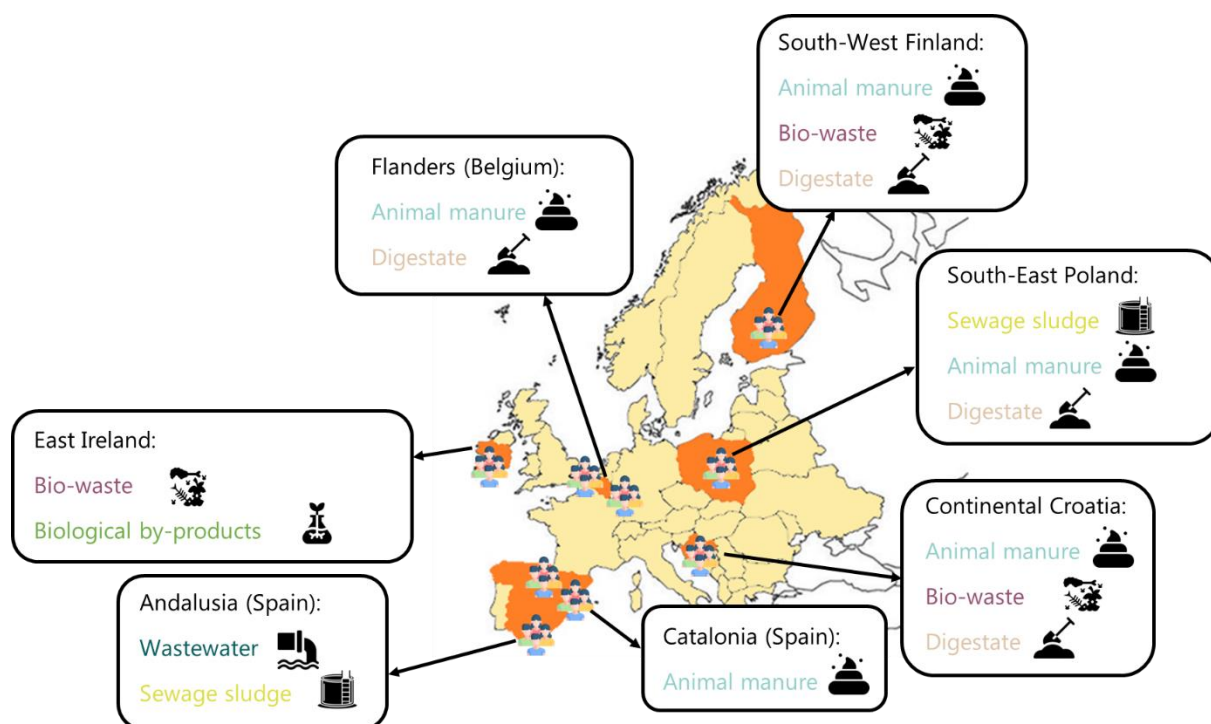 South-West Finland:
Animal manure
Bio-waste
Digestate
Flanders (Belgium):
Animal manure
Digestate
South-East Poland:
Sewage sludge
Animal manure
Digestate
East Ireland:
Bio-waste
Biological by-products
Continental Croatia:
Animal manure
Bio-waste
Digestate
Andalusia (Spain):
Wastewater
Sewage sludge
Catalonia (Spain):
Animal manure